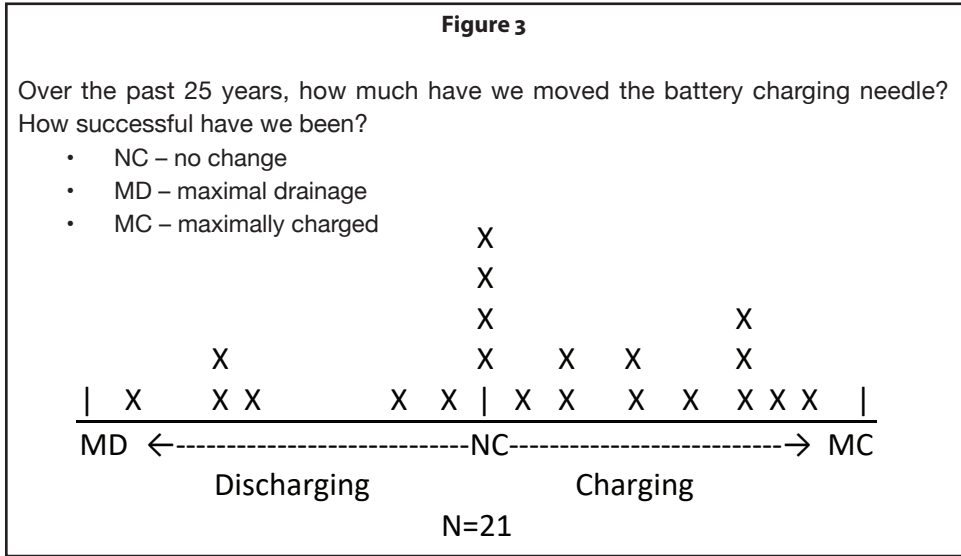 Figure 3
Over the past 25 years, how much have we moved the battery charging needle?
How successful have we been?
• NC – no change
• MD – maximal drainage
• MC – maximally charged
X
X
X X
X X X X X
| X X X X X | X X X X X X X |
MD ←-----------------------------NC---------------------------→ MC
Discharging Charging
N=21